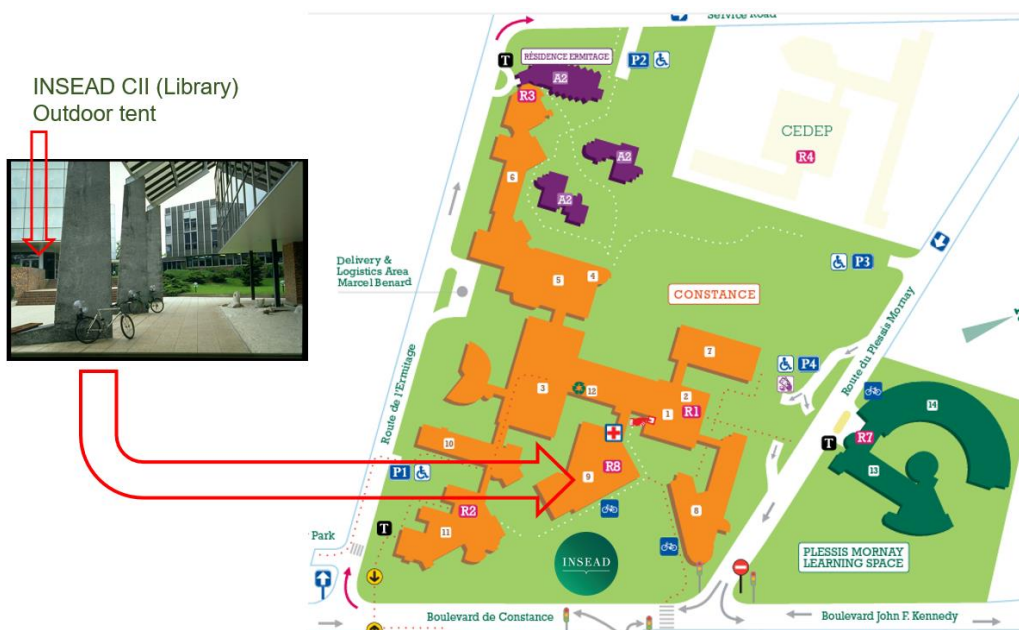 INSEAD CII (Library)
Outdoor tent
Service Road
T
RÉSIDENCE ERMITAGE
P2
A2
R3
CEDEP
R4
A2
6
A2
Delivery &
Logistics Area
Marcel Benard
5
4
P3
CONSTANCE
Route du Plessis Mornay
Route de l'Ermitage
7
P4
3
12
2
1
R1
14
10
T
R7
P1
9
R8
13
R2
8
11
T
Park
INSEAD
PLESSIS MORNAY
LEARNING SPACE
Boulevard de Constance
Boulevard John F. Kennedy